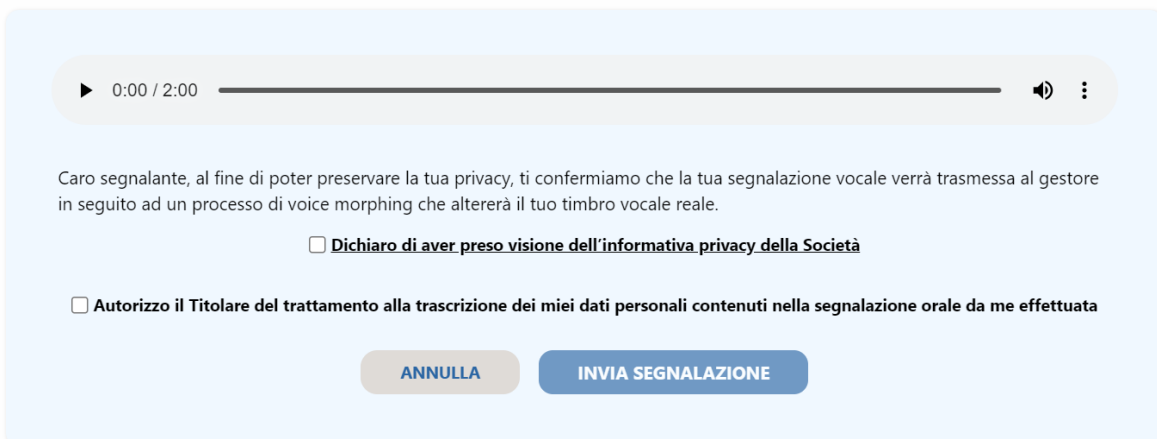 0:00 / 2:00
Caro segnalante, al fine di poter preservare la tua privacy, ti confermiamo che la tua segnalazione vocale verrà trasmessa al gestore
in seguito ad un processo di voice morphing che altererà il tuo timbro vocale reale.
Dichiaro di aver preso visione dell'informativa privacy della Società
Autorizzo il Titolare del trattamento alla trascrizione dei miei dati personali contenuti nella segnalazione orale da me effettuata
ANNULLA INVIA SEGNALAZIONE